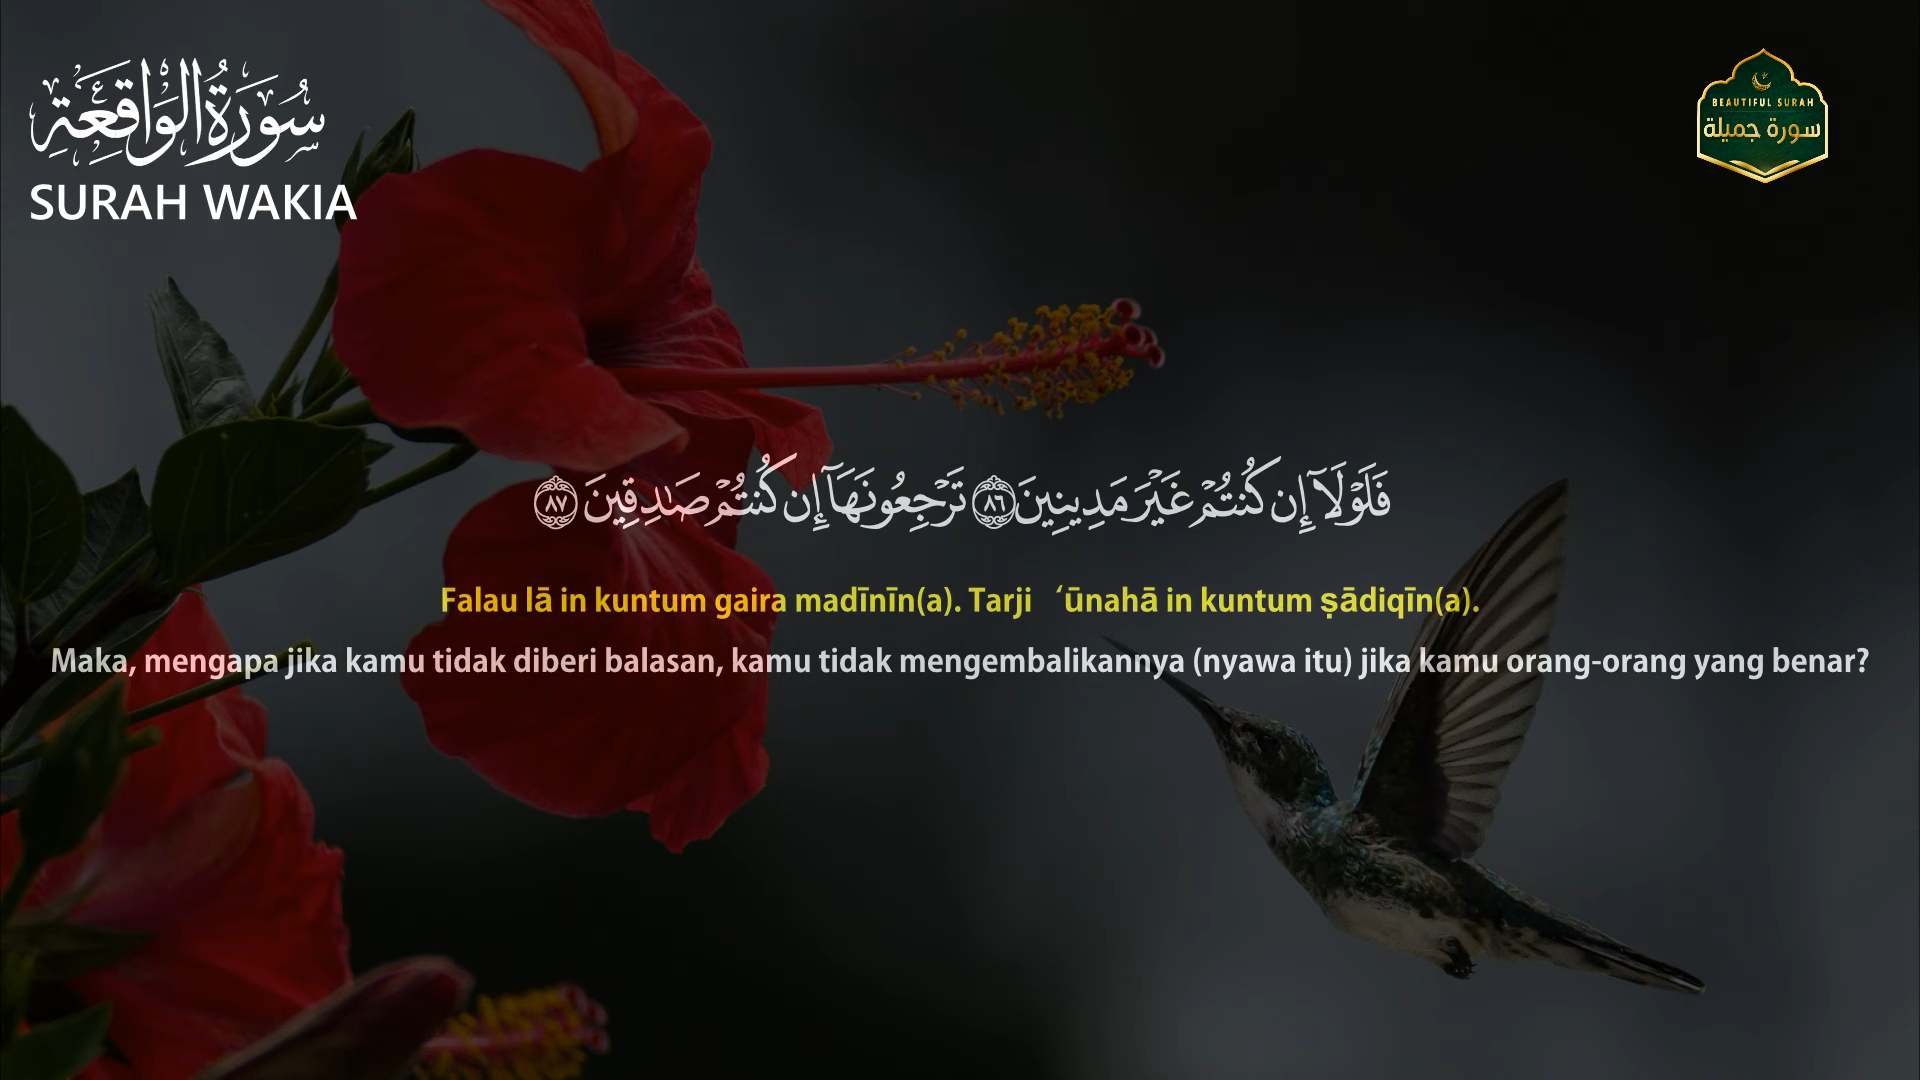 سُورَةُ الوَاقِعَةِ
SURAH WAKIA
BEAUTIFUL SURAH
سورة جميلة
فَلَوْلَآ إِن كُنتُمْ غَيْرَ مَدِينِينَ ٨٦ تَرْجِعُونَهَآ إِن كُنتُمْ صَٰدِقِينَ ٨٧
Falau lā in kuntum gaira madīnīn(a). Tarji ‘ūnahā in kuntum ṣādiqīn(a).
Maka, mengapa jika kamu tidak diberi balasan, kamu tidak mengembalikannya (nyawa itu) jika kamu orang-orang yang benar?